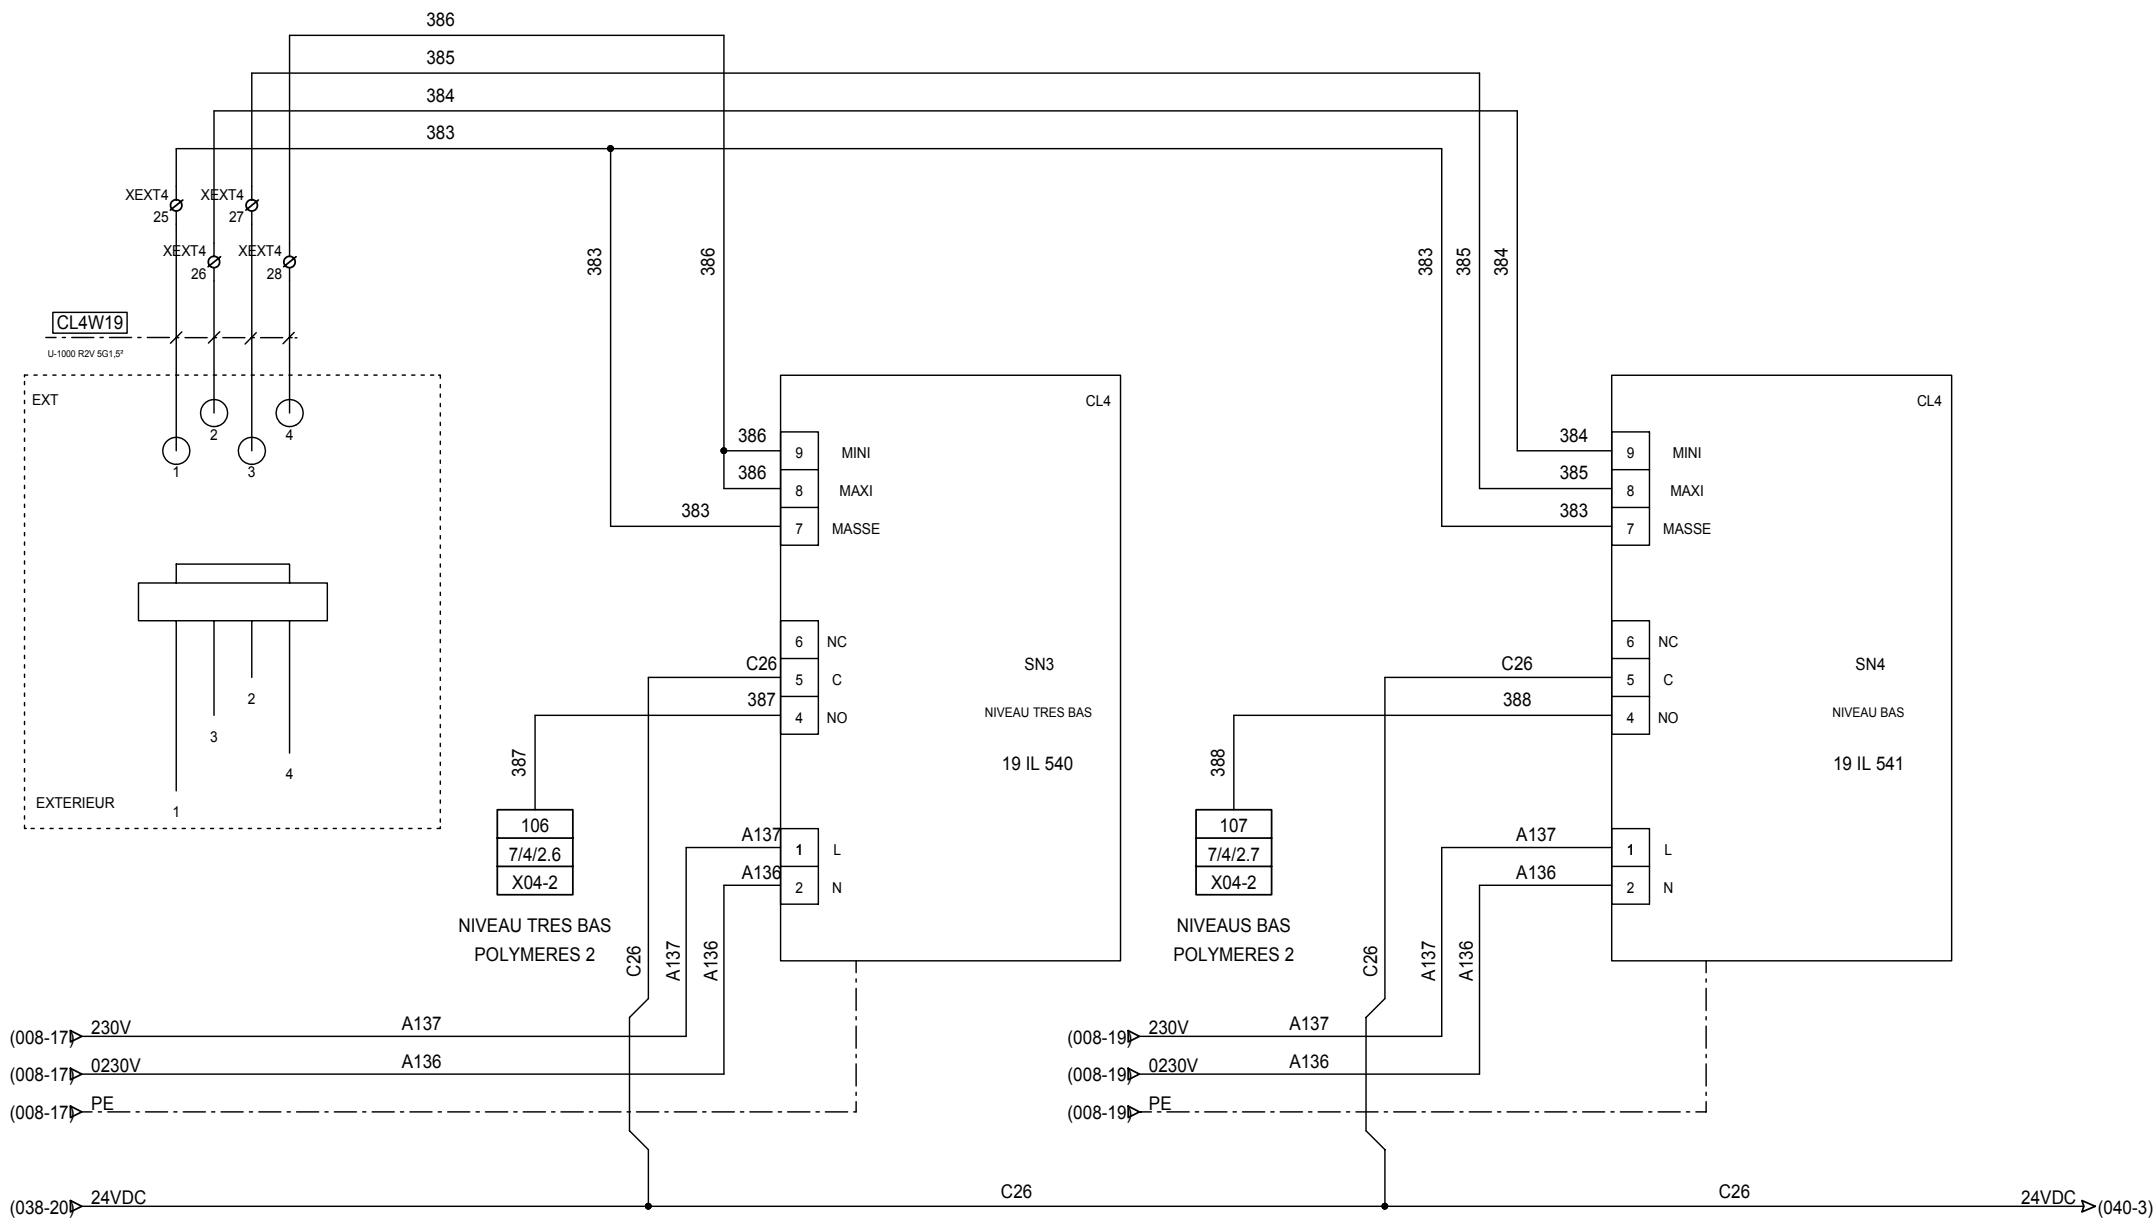 386
385
384
383
XEXT4
25
XEXT4
27
XEXT4
26
XEXT4
28
383
386
383
385
384
CL4W19
U-1000 R2V 5G1,5²
EXT
2
4
1
3
2
3
4
1
EXTERIEUR
CL4
386
9 MINI
386
8 MAXI
383
7 MASSE
6 NC
C26
5 C
387
4 NO
SN3
NIVEAU TRES BAS
19 IL 540
387
106
7/4/2.6
X04-2
NIVEAU TRES BAS
POLYMERES 2
A137
1 L
A136
2 N
C26
A137
A136
CL4
384
9 MINI
385
8 MAXI
383
7 MASSE
6 NC
C26
5 C
388
4 NO
SN4
NIVEAU BAS
19 IL 541
388
107
7/4/2.7
X04-2
NIVEAUS BAS
POLYMERES 2
A137
1 L
A136
2 N
C26
A137
A136
(008-17) 230V A137
(008-17) 0230V A136
(008-17) PE
(008-19) 230V A137
(008-19) 0230V A136
(008-19) PE
(038-20) 24VDC C26 C26 24VDC (040-3)